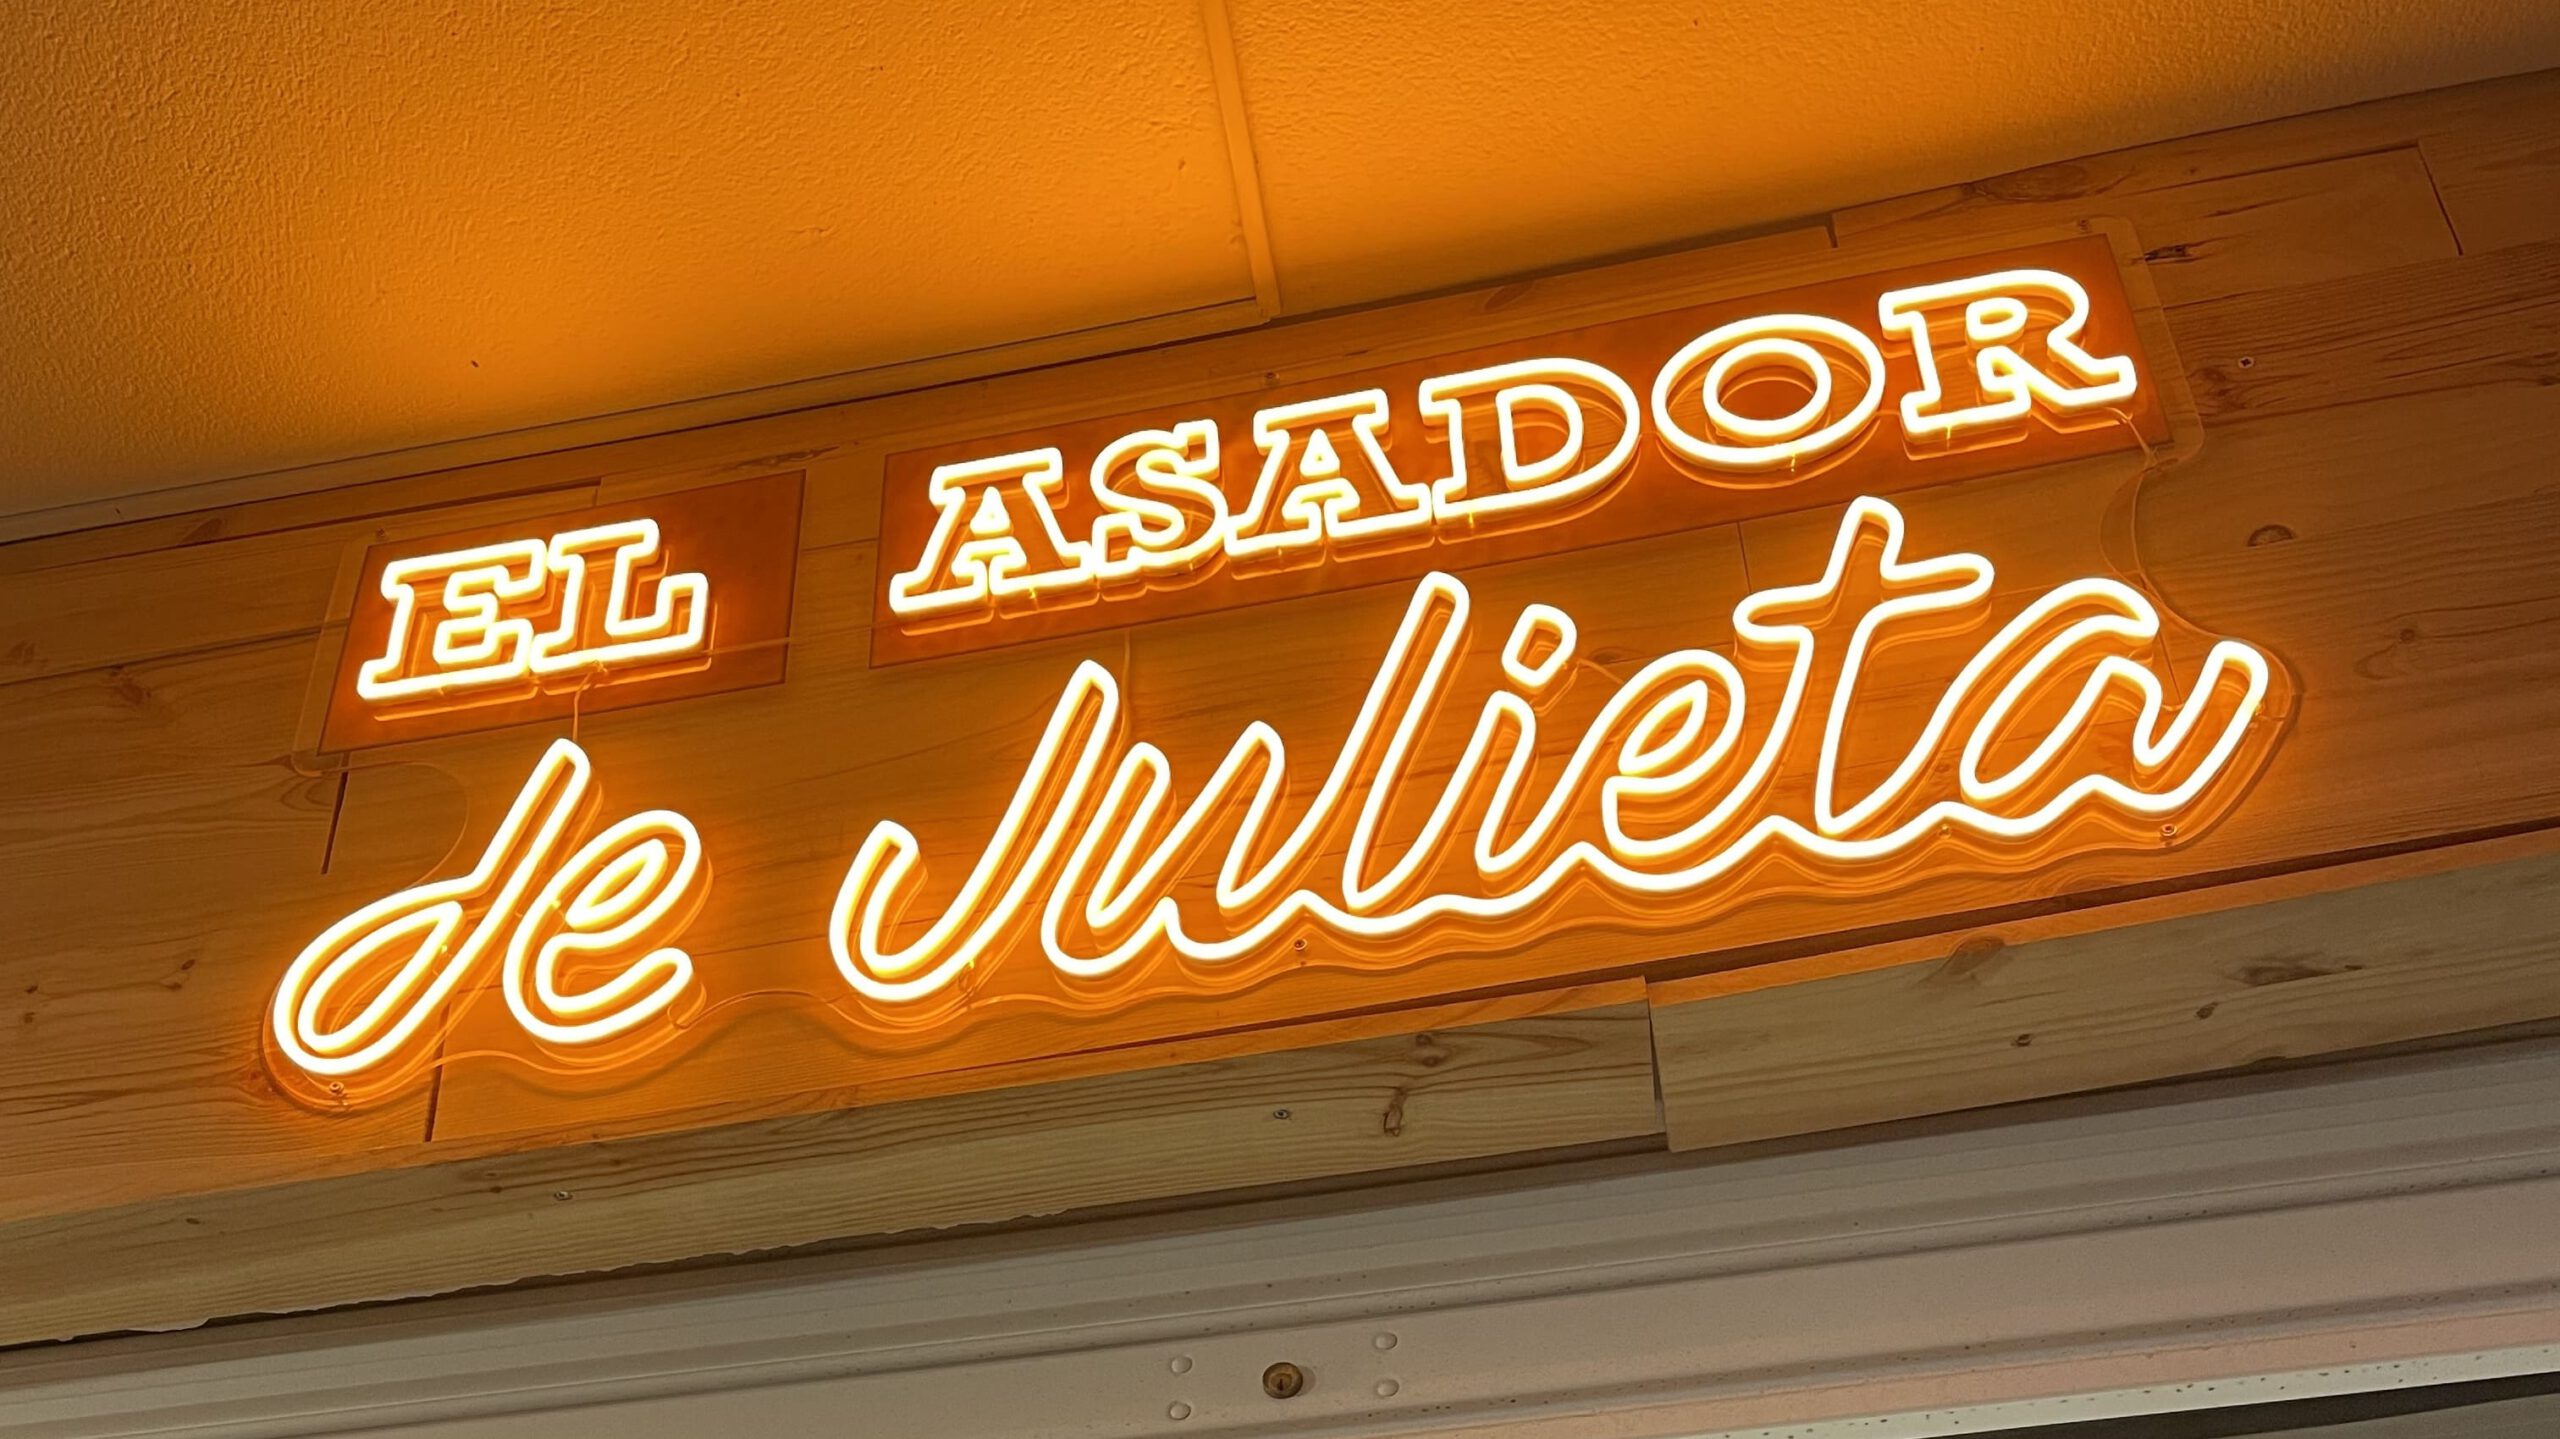 EL ASADOR
de Julieta